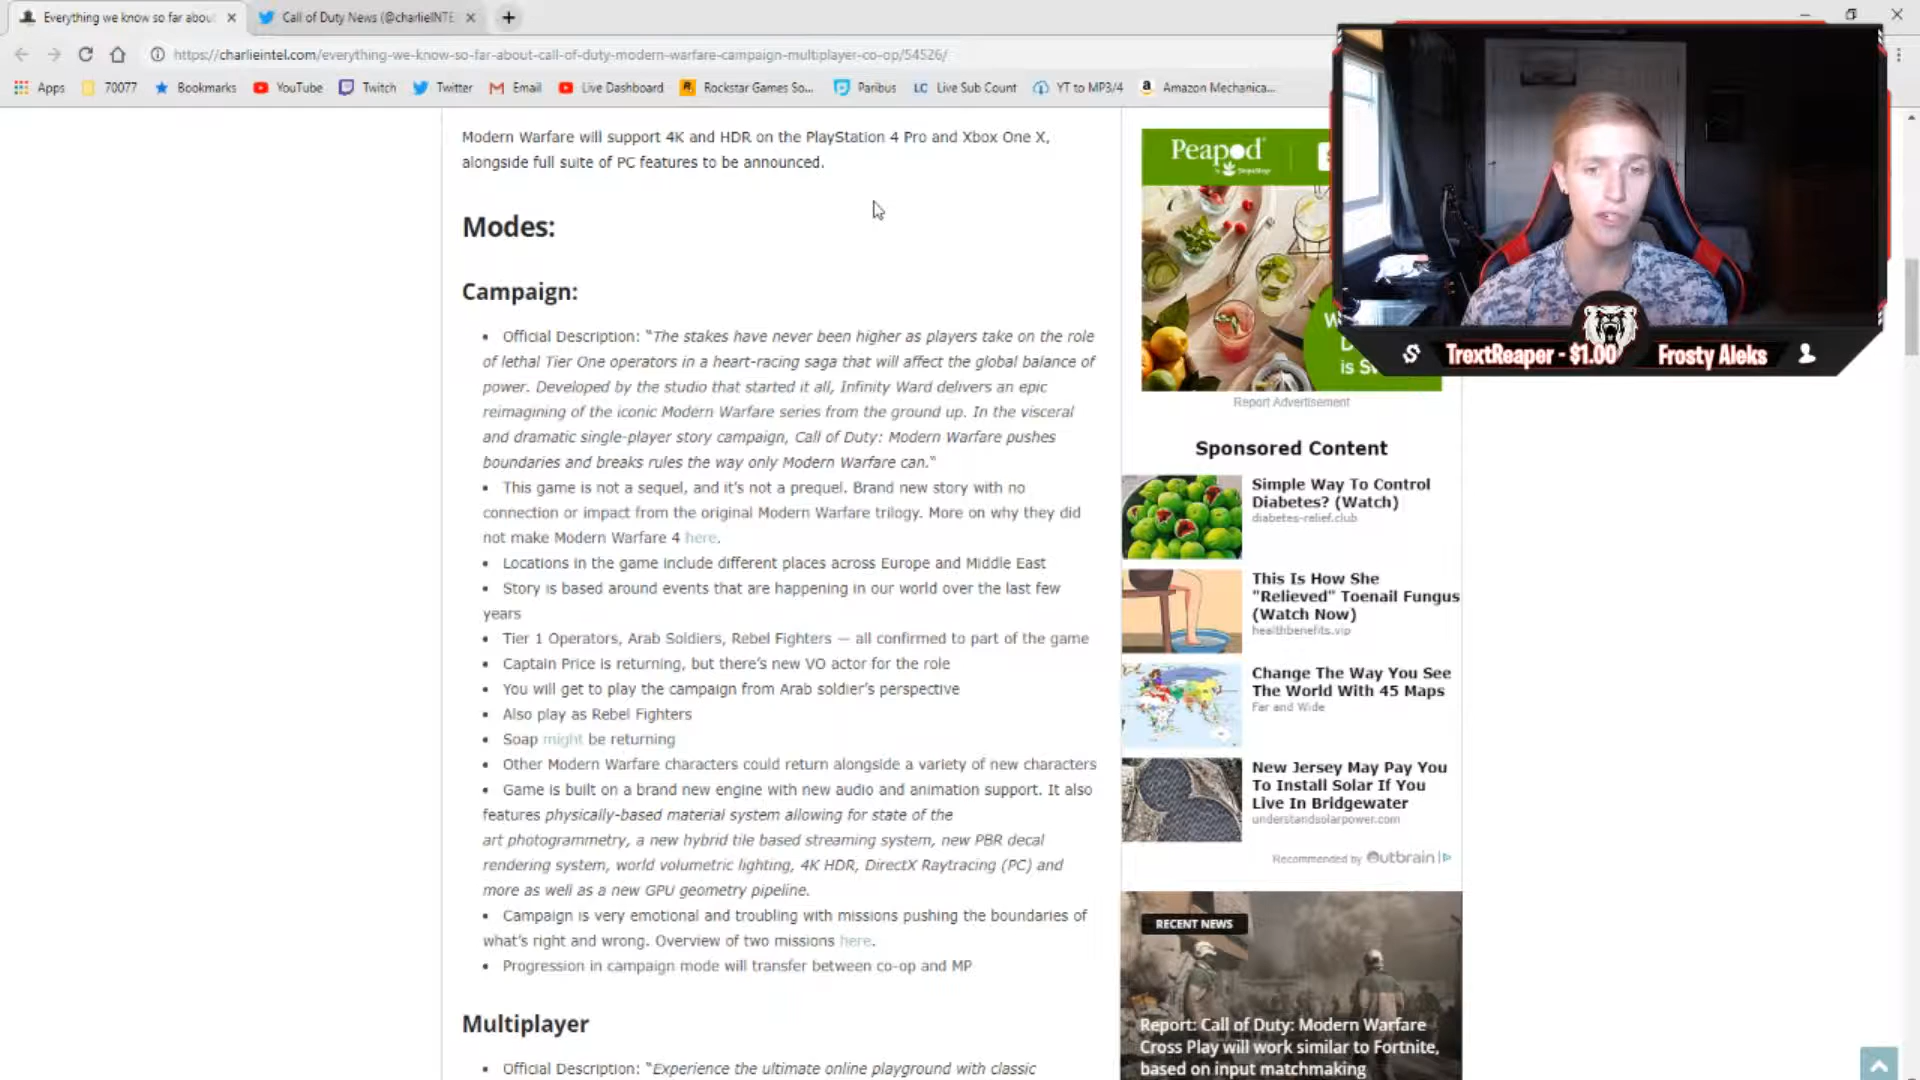 Everything we know so far abou
Call of Duty News (@charlieINTE
https://charlieintel.com/everything-we-know-so-far-about-call-of-duty-modern-warfare-campaign-multiplayer-co-op/54526/
Apps 70077 Bookmarks YouTube Twitch Twitter Email Live Dashboard Rockstar Games So... Paribus LC Live Sub Count YT to MP3/4 Amazon Mechanica...
Modern Warfare will support 4K and HDR on the PlayStation 4 Pro and Xbox One X,
alongside full suite of PC features to be announced.
Modes:
Campaign:
• Official Description: “The stakes have never been higher as players take on the role
of lethal Tier One operators in a heart-racing saga that will affect the global balance of
power. Developed by the studio that started it all, Infinity Ward delivers an epic
reimagining of the iconic Modern Warfare series from the ground up. In the visceral
and dramatic single-player story campaign, Call of Duty: Modern Warfare pushes
boundaries and breaks rules the way only Modern Warfare can.“
• This game is not a sequel, and it’s not a prequel. Brand new story with no
connection or impact from the original Modern Warfare trilogy. More on why they did
not make Modern Warfare 4 here.
• Locations in the game include different places across Europe and Middle East
• Story is based around events that are happening in our world over the last few
years
• Tier 1 Operators, Arab Soldiers, Rebel Fighters — all confirmed to part of the game
• Captain Price is returning, but there’s new VO actor for the role
• You will get to play the campaign from Arab soldier’s perspective
• Also play as Rebel Fighters
• Soap might be returning
• Other Modern Warfare characters could return alongside a variety of new characters
• Game is built on a brand new engine with new audio and animation support. It also
features physically-based material system allowing for state of the
art photogrammetry, a new hybrid tile based streaming system, new PBR decal
rendering system, world volumetric lighting, 4K HDR, DirectX Raytracing (PC) and
more as well as a new GPU geometry pipeline.
• Campaign is very emotional and troubling with missions pushing the boundaries of
what’s right and wrong. Overview of two missions here.
• Progression in campaign mode will transfer between co-op and MP
Multiplayer
• Official Description: “Experience the ultimate online playground with classic
Peapod
by Stop&Shop
W
D
is S
Report Advertisement
TrextReaper - $1.00 Frosty Aleks
Sponsored Content
Simple Way To Control
Diabetes? (Watch)
diabetes-relief.club
This Is How She
"Relieved" Toenail Fungus
(Watch Now)
healthbenefits.vip
Change The Way You See
The World With 45 Maps
Far and Wide
New Jersey May Pay You
To Install Solar If You
Live In Bridgewater
understandsolarpower.com
Recommended by Outbrain
RECENT NEWS
Report: Call of Duty: Modern Warfare
Cross Play will work similar to Fortnite,
based on input matchmaking